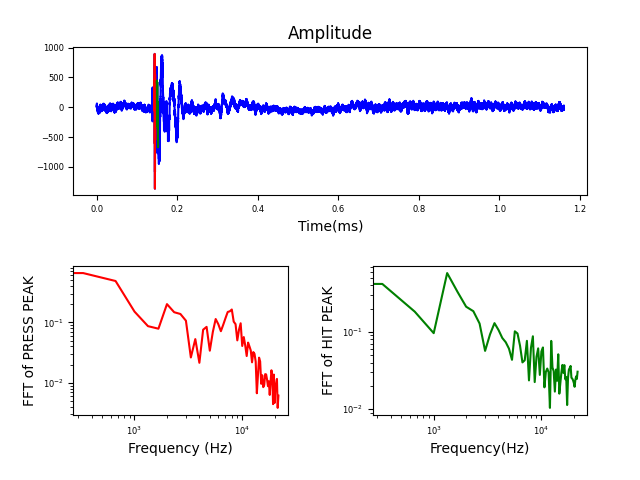 Amplitude
1000
500
0
−500
−1000
0.0 0.2 0.4 0.6 0.8 1.0 1.2
Time(ms)
FFT of PRESS PEAK
10⁻¹
10⁻²
10³ 10⁴
Frequency (Hz)
FFT of HIT PEAK
10⁻¹
10⁻²
10³ 10⁴
Frequency(Hz)